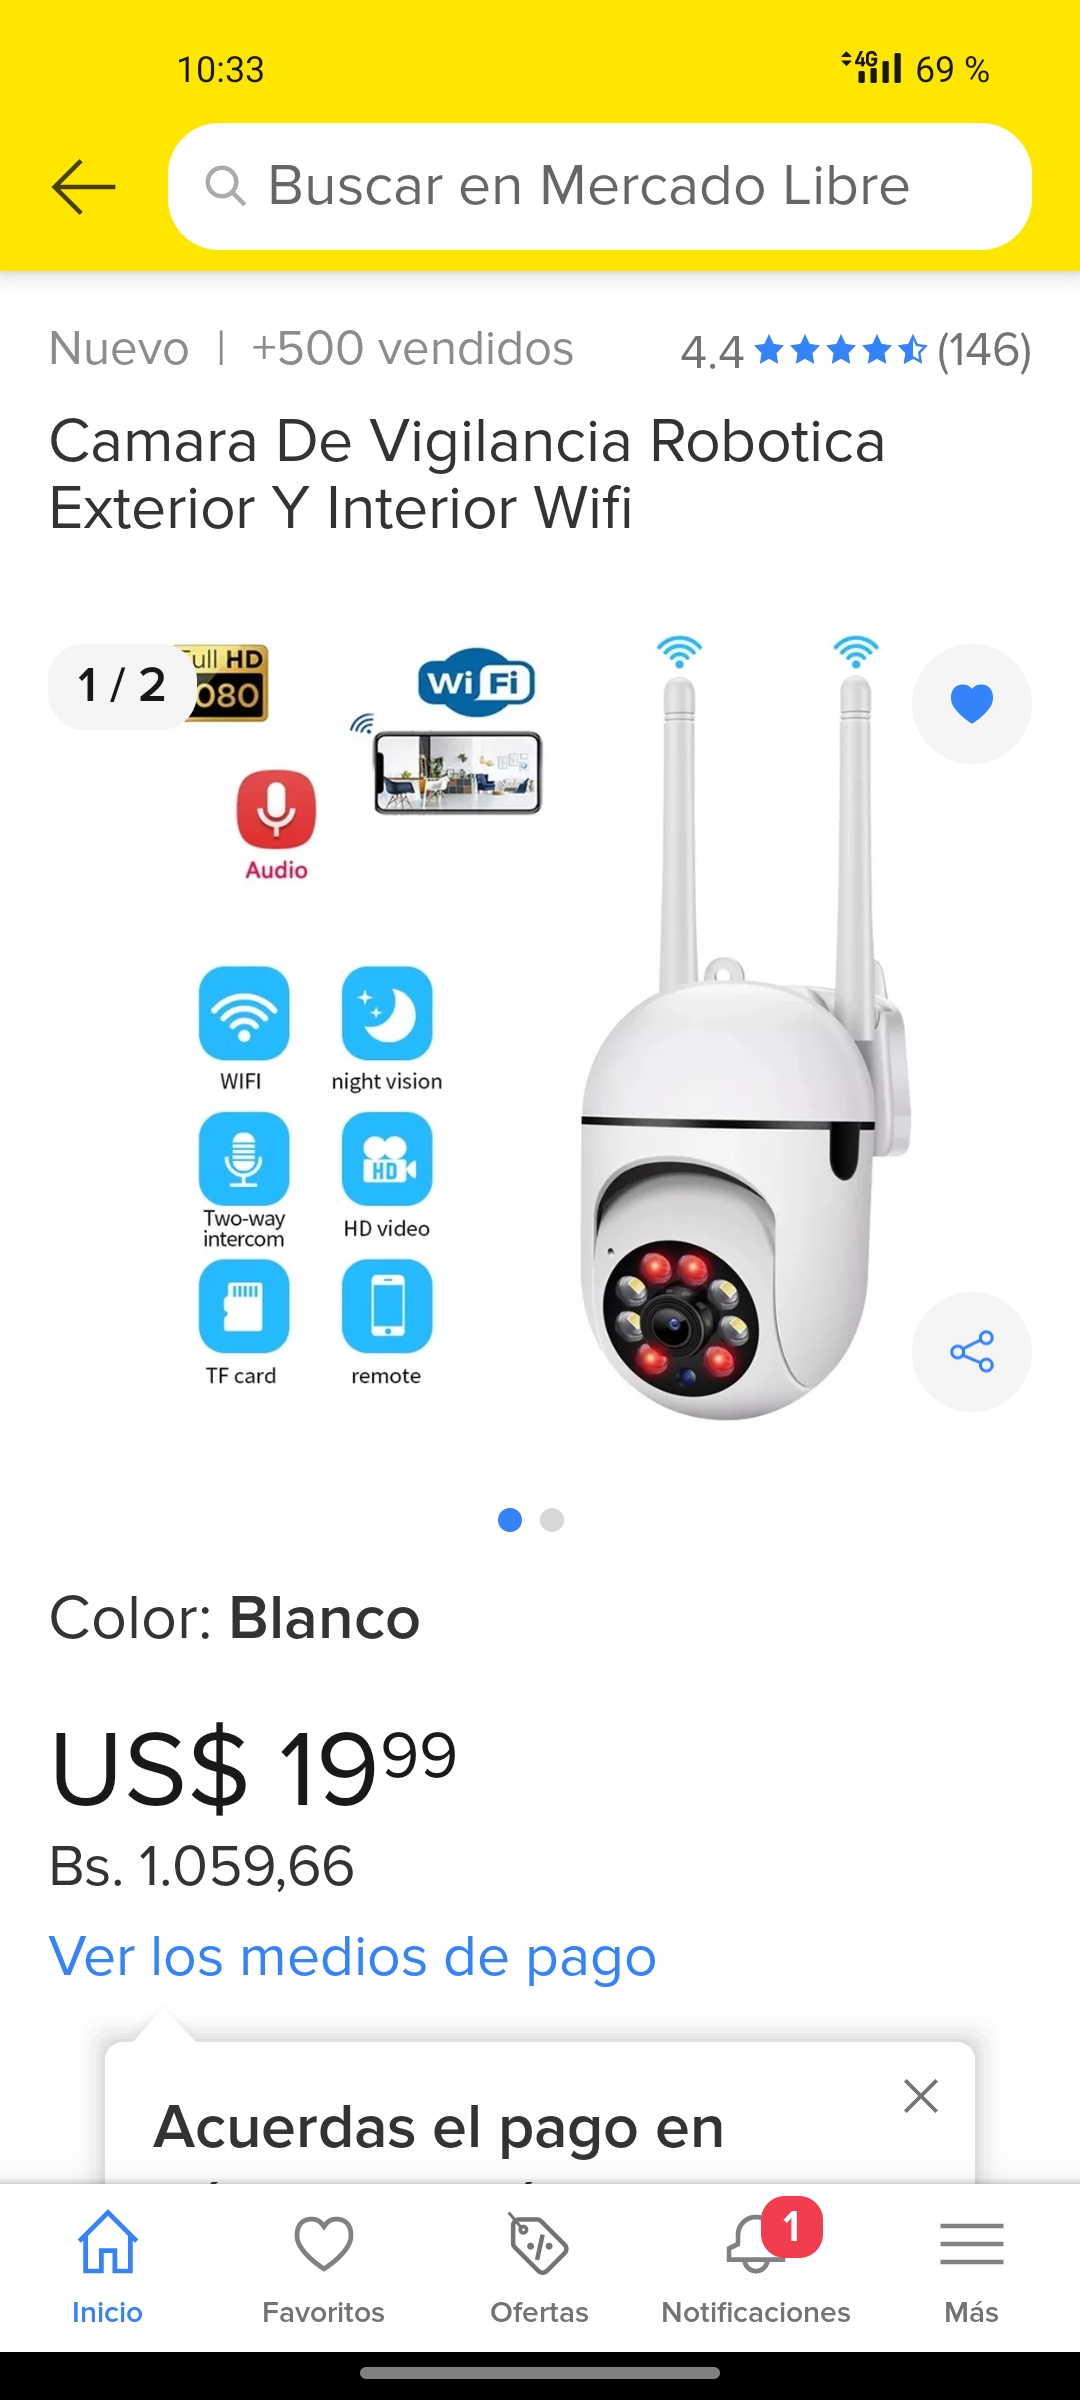 10:33
4G 69 %
Buscar en Mercado Libre
Nuevo | +500 vendidos
4.4 (146)
Camara De Vigilancia Robotica
Exterior Y Interior Wifi
1 / 2
ull HD
080
WiFi
Audio
WIFI
night vision
Two-way
intercom
HD
HD video
TF card
remote
Color: Blanco
US$ 19 99
Bs. 1.059,66
Ver los medios de pago
Acuerdas el pago en
1
Inicio
Favoritos
Ofertas
Notificaciones
Más